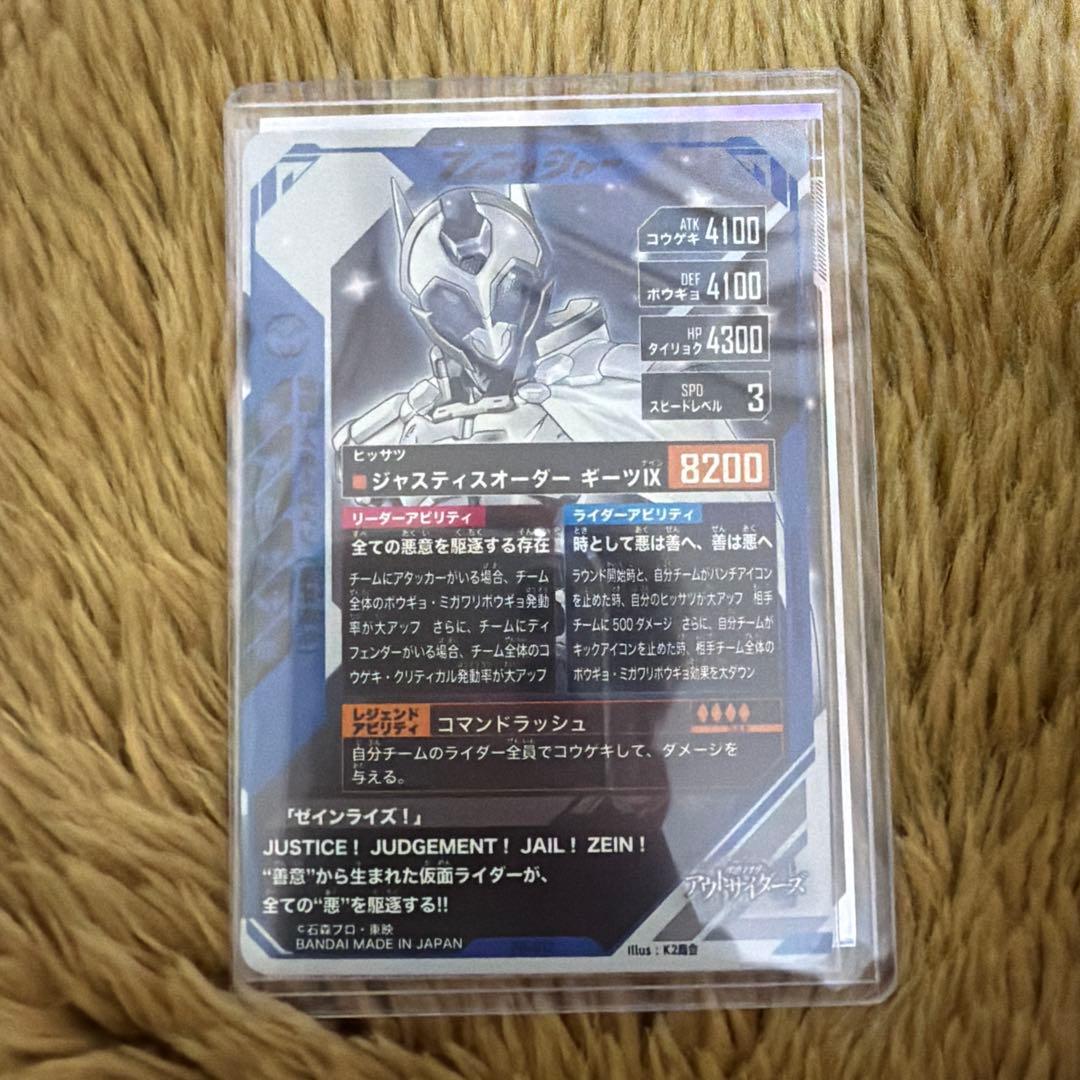 フィニッシャー
ATK
コウゲキ 4100
DEF
ボウギョ 4100
HP
タイリョク 4300
SPD
スピードレベル 3
ヒッサツ
ジャスティスオーダー ギーツIX 8200
リーダーアビリティ
全ての悪意を駆逐する存在
チームにアタッカーがいる場合、チーム
全体のボウギョ・ミガワリボウギョ発動
率が大アップ さらに、チームにディ
フェンダーがいる場合、チーム全体のコ
ウゲキ・クリティカル発動率が大アップ
ライダーアビリティ
時として悪は善へ、善は悪へ
ラウンド開始時と、自分チームがパンチアイコン
を止めた時、自分のヒッサツが大アップ 相手
チームに500ダメージ さらに、自分チームが
キックアイコンを止めた時、相手チーム全体の
ボウギョ・ミガワリボウギョ効果を大ダウン
レジェンド
アビリティ コマンドラッシュ
自分チームのライダー全員でコウゲキして、ダメージを
与える。
「ゼインライズ！」
JUSTICE！ JUDGEMENT！ JAIL！ ZEIN！
“善意”から生まれた仮面ライダーが、
全ての“悪”を駆逐する!!
アウトサイダーズ
©石森プロ・東映
BANDAI MADE IN JAPAN
Illus：K2商会